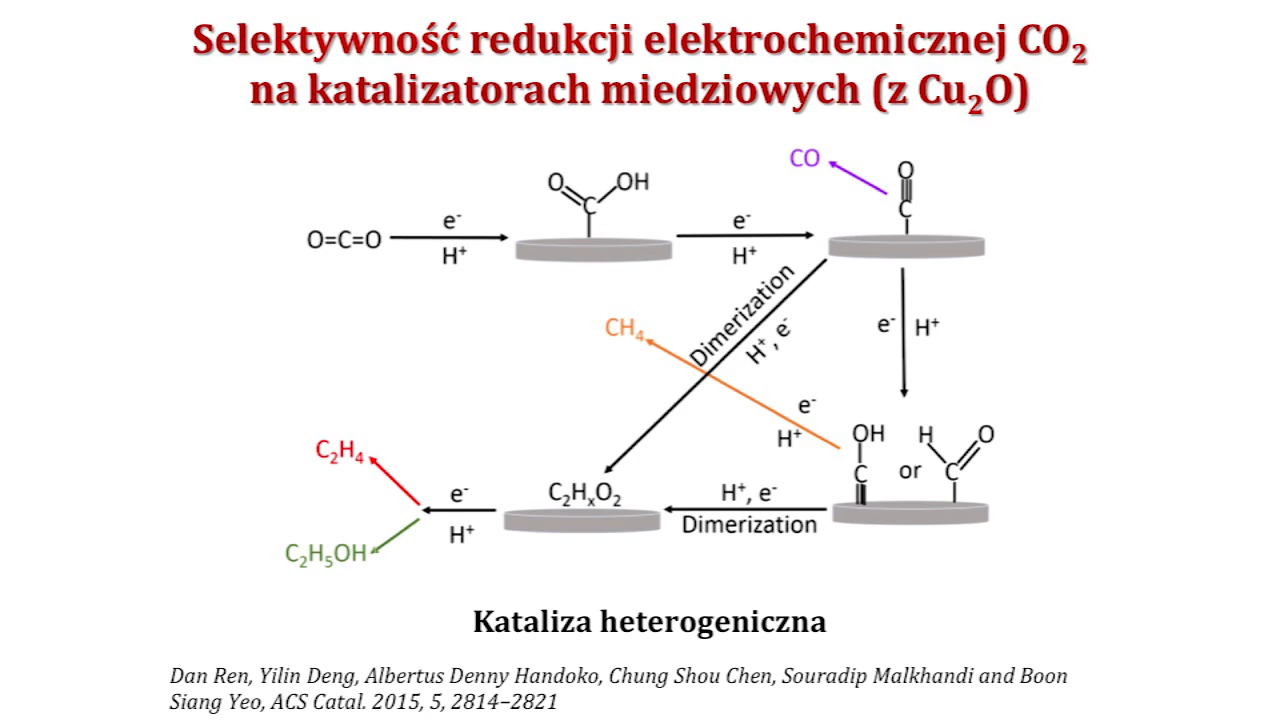 Selektywność redukcji elektrochemicznej CO₂
na katalizatorach miedziowych (z Cu₂O)
CO
O
C
O
OH
C
O=C=O
e⁻
H⁺
e⁻
H⁺
Dimerization
H⁺, e⁻
e⁻
H⁺
CH₄
e⁻
H⁺
OH
C
or
H
O
C
C₂H₄
C₂H₅OH
e⁻
H⁺
C₂HₓO₂
H⁺, e⁻
Dimerization
Kataliza heterogeniczna
Dan Ren, Yilin Deng, Albertus Denny Handoko, Chung Shou Chen, Souradip Malkhandi and Boon
Siang Yeo, ACS Catal. 2015, 5, 2814–2821